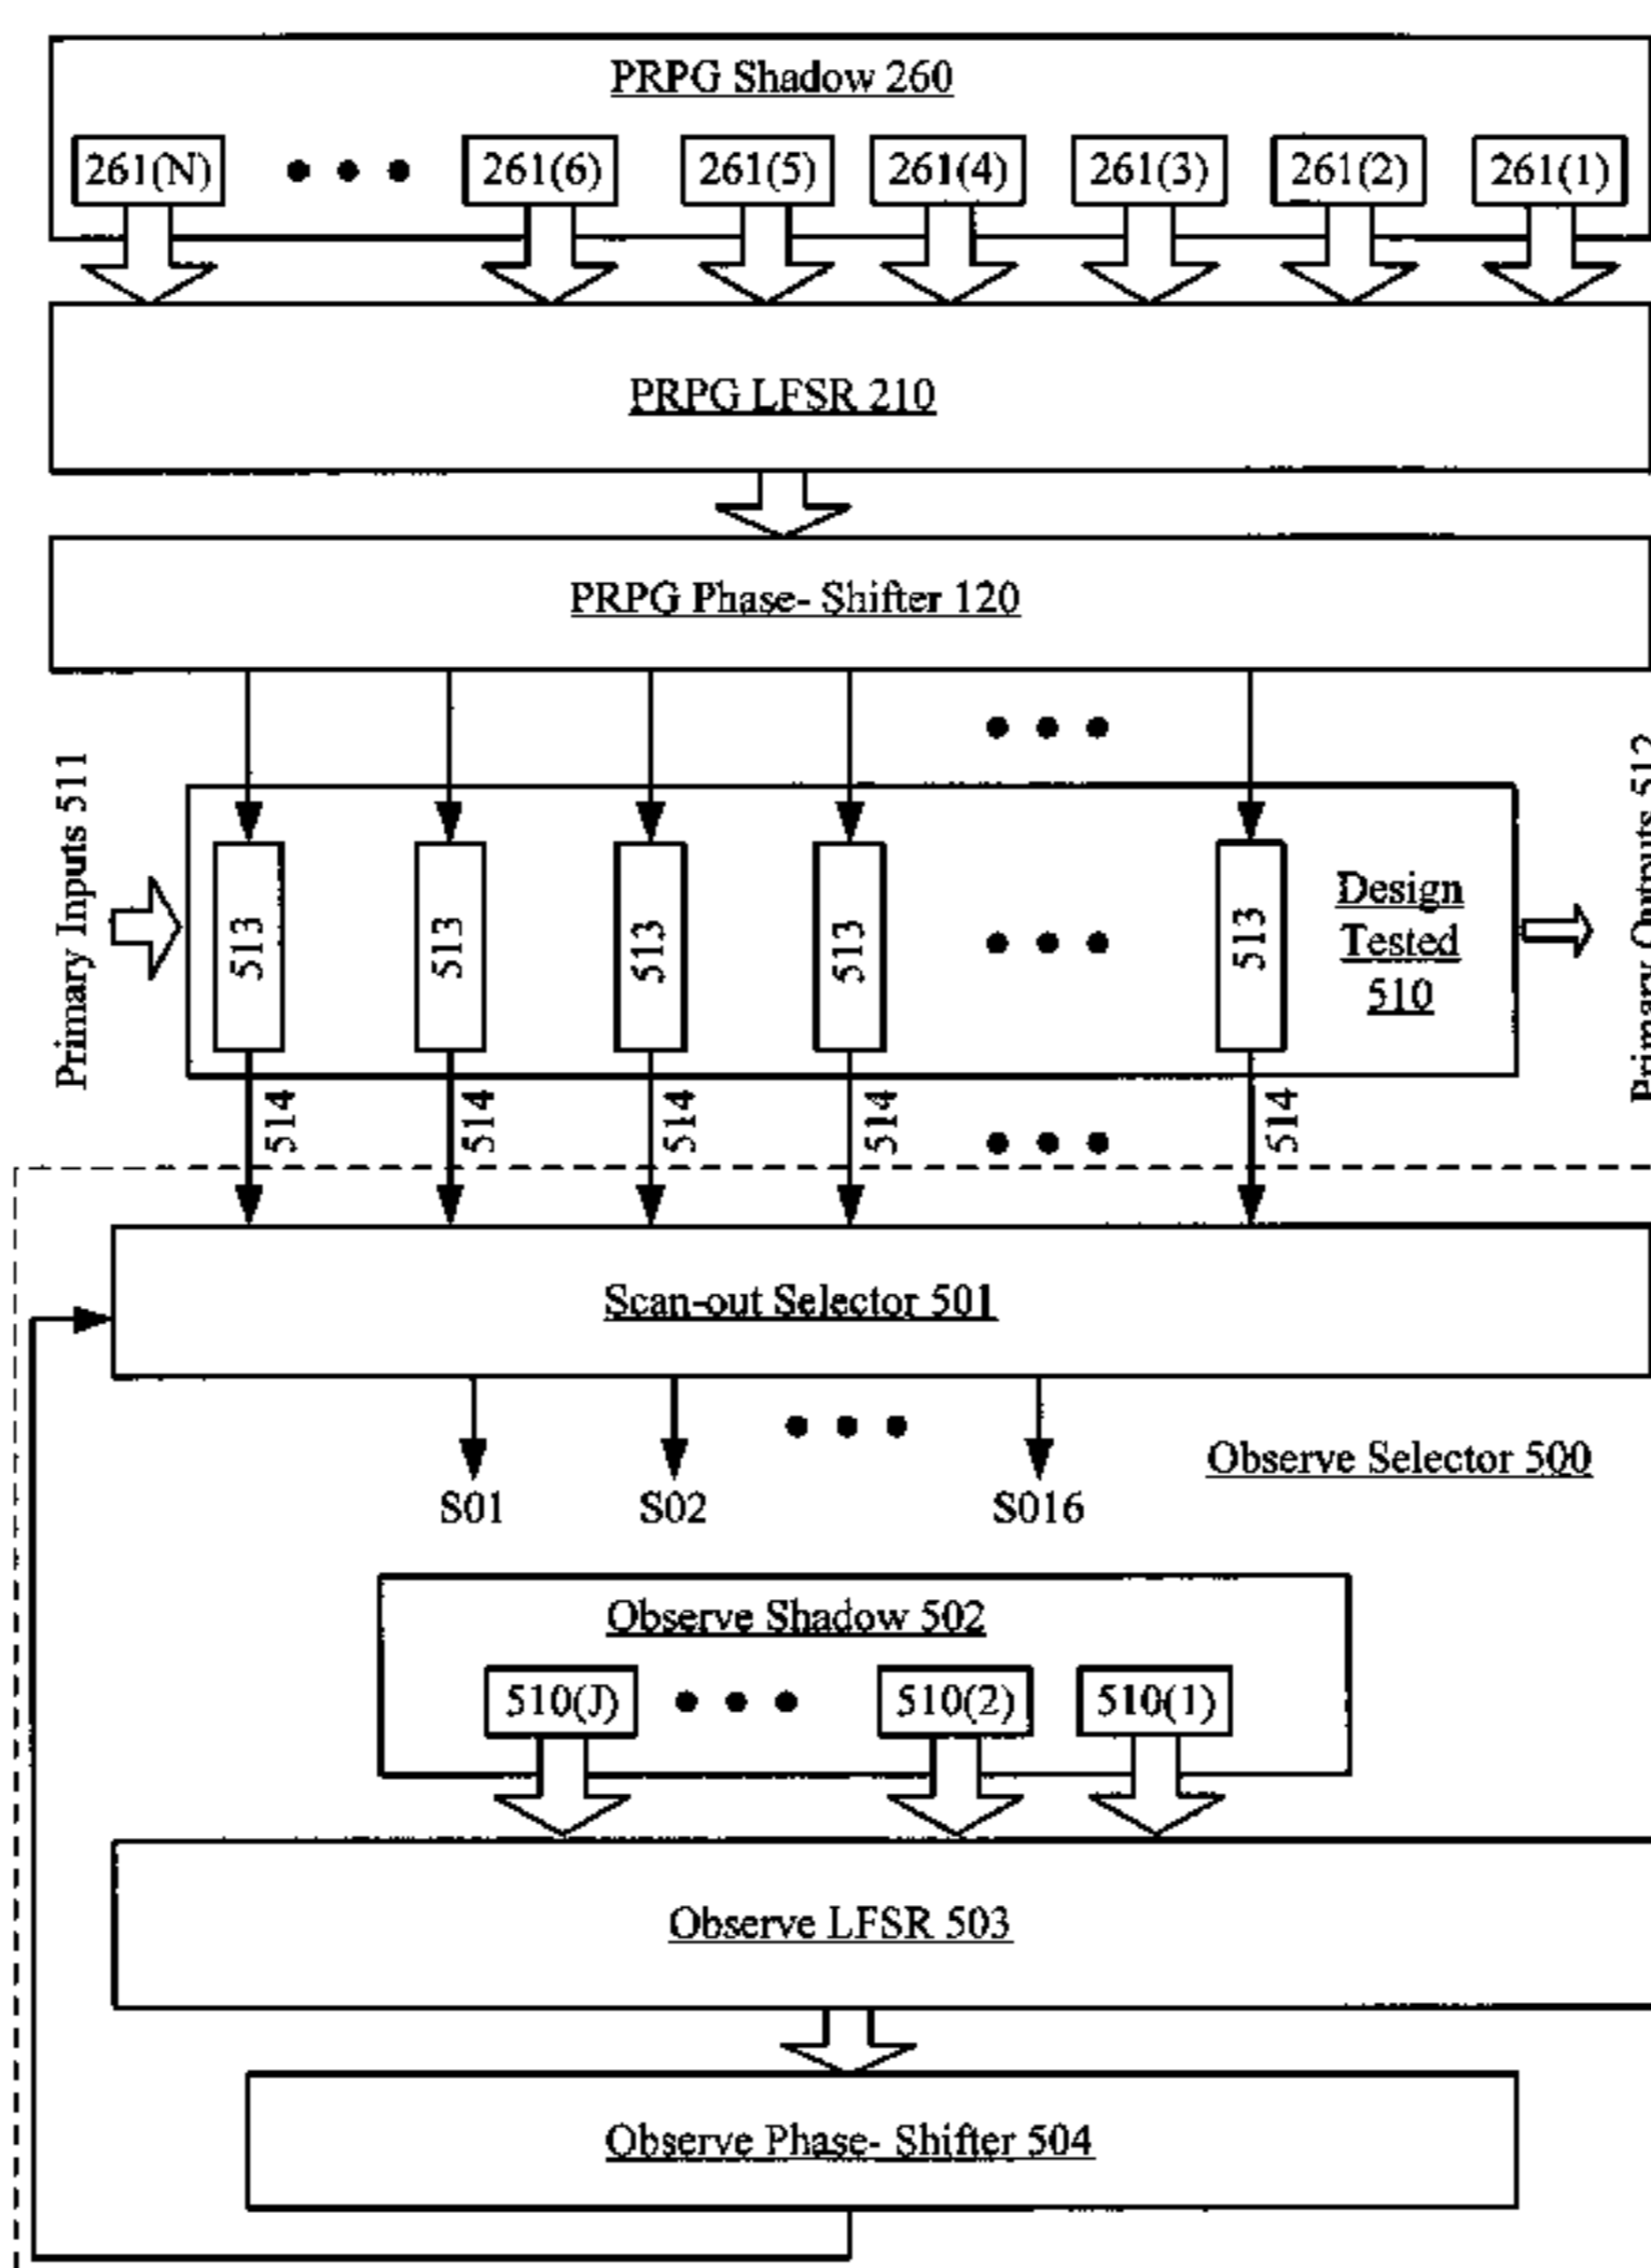 PRPG Shadow 260
261(N) 261(6) 261(5) 261(4) 261(3) 261(2) 261(1)
PRPG LFSR 210
PRPG Phase- Shifter 120
Primary Inputs 511
513 513 513 513 513
Design
Tested
510
Primary Outputs 512
514 514 514 514 514
Scan-out Selector 501
S01 S02 S016
Observe Selector 500
Observe Shadow 502
510(J) 510(2) 510(1)
Observe LFSR 503
Observe Phase- Shifter 504